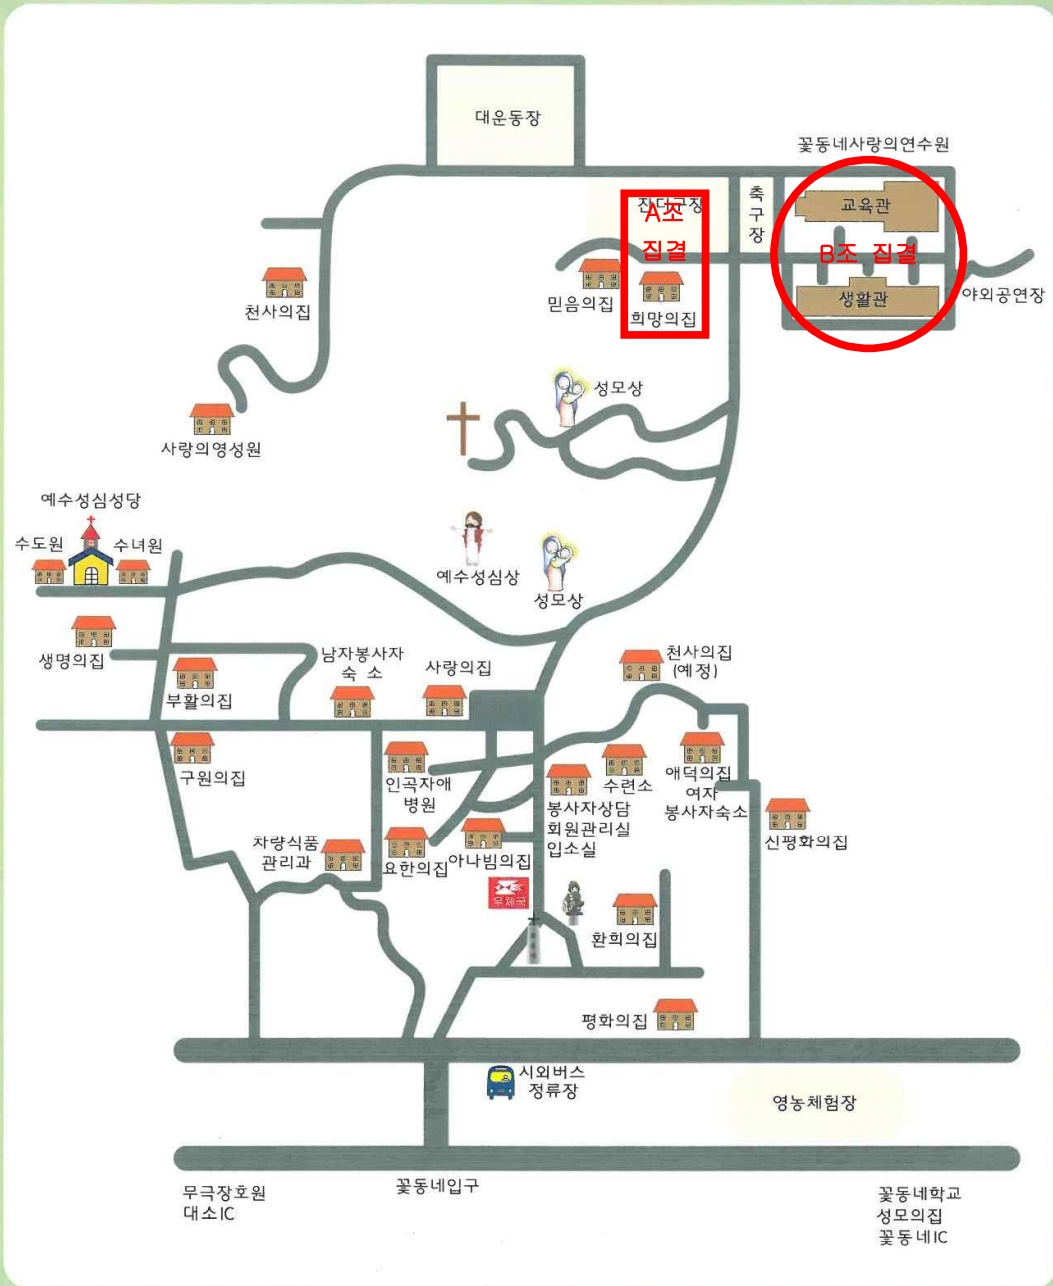 대운동장
꽃동네사랑의연수원
잔디구장
축구장
교육관
A조
집결
B조 집결
믿음의집
희망의집
생활관
야외공연장
천사의집
성모상
사랑의영성원
예수성심성당
수도원
수녀원
예수성심상
성모상
생명의집
남자봉사자
숙 소
사랑의집
천사의집
(예정)
부활의집
구원의집
인곡자애
병원
수련소
애덕의집
여자
봉사자숙소
봉사자상담
회원관리실
입소실
신평화의집
차량식품
관리과
요한의집
아나빔의집
우체국
환희의집
평화의집
시외버스
정류장
영농체험장
꽃동네입구
무극장호원
대소IC
꽃동네학교
성모의집
꽃동네IC